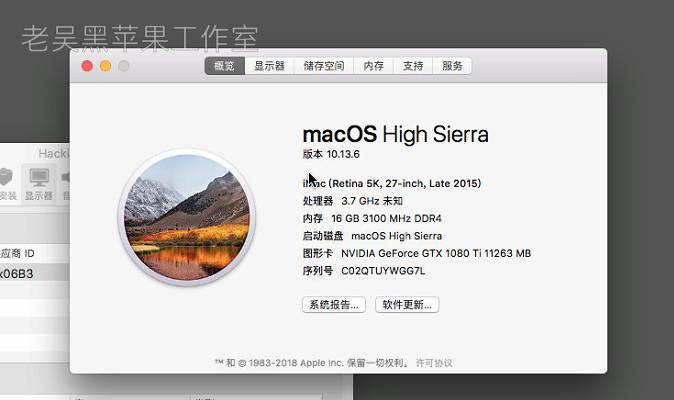 老吴黑苹果工作室
概览 显示器 储存空间 内存 支持 服务
macOS High Sierra
版本 10.13.6
iMac (Retina 5K, 27-inch, Late 2015)
处理器 3.7 GHz 未知
内存 16 GB 3100 MHz DDR4
启动磁盘 macOS High Sierra
图形卡 NVIDIA GeForce GTX 1080 Ti 11263 MB
序列号 C02QTUYWGG7L
系统报告... 软件更新...
™ 和 © 1983-2018 Apple Inc. 保留一切权利。 许可协议
Hacki
安装 显示器
应商 ID
x06B3